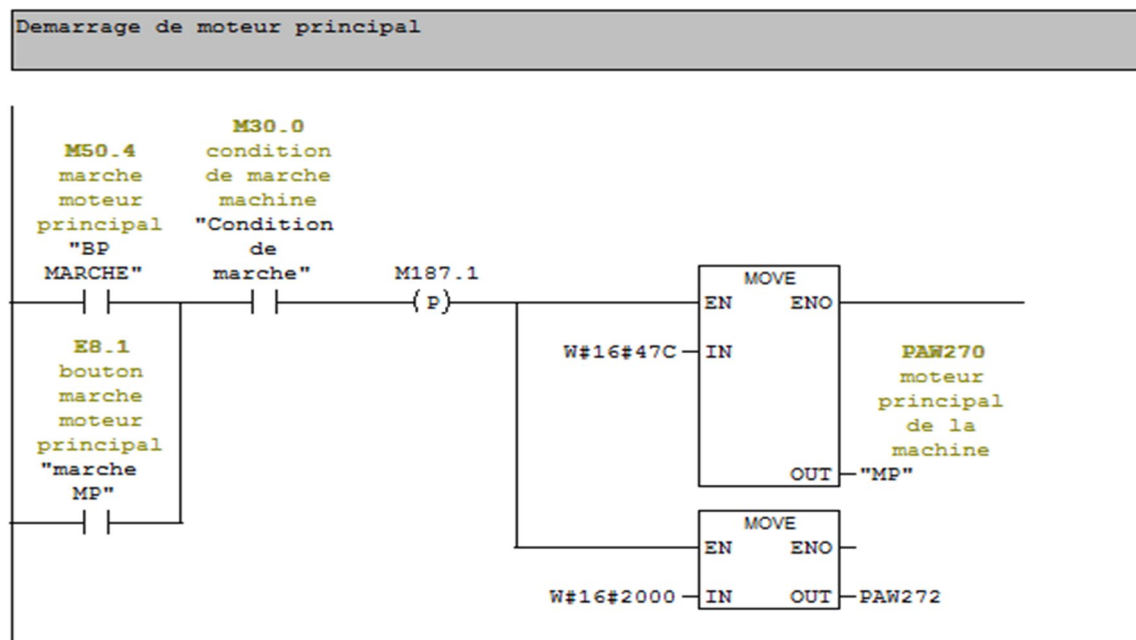 Demarrage de moteur principal
M50.4
marche
moteur
principal
"BP
MARCHE"
M30.0
condition
de marche
machine
"Condition
de
marche"
M187.1
P
MOVE
EN ENO
W#16#47C IN
PAW270
moteur
principal
de la
machine
OUT "MP"
E8.1
bouton
marche
moteur
principal
"marche
MP"
MOVE
EN ENO
W#16#2000 IN OUT PAW272